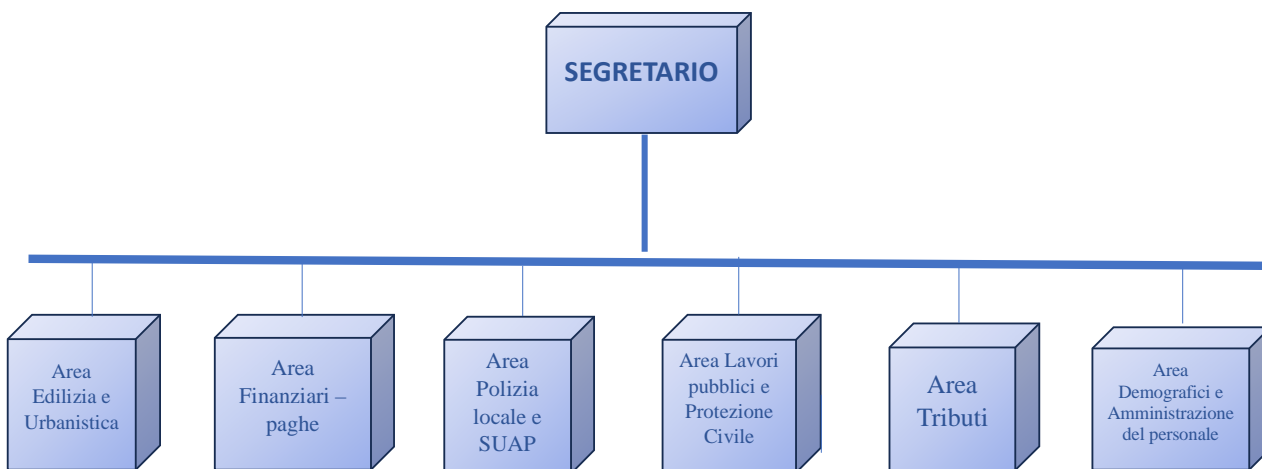 SEGRETARIO
Area
Edilizia e
Urbanistica
Area
Finanziari –
paghe
Area
Polizia
locale e
SUAP
Area Lavori
pubblici e
Protezione
Civile
Area
Tributi
Area
Demografici e
Amministrazione
del personale